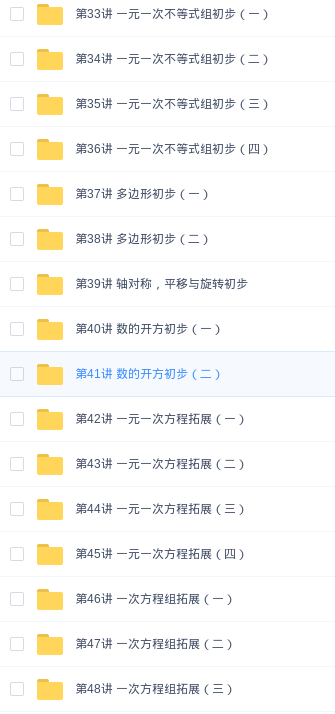 第33讲 一元一次不等式组初步（一）
第34讲 一元一次不等式组初步（二）
第35讲 一元一次不等式组初步（三）
第36讲 一元一次不等式组初步（四）
第37讲 多边形初步（一）
第38讲 多边形初步（二）
第39讲 轴对称，平移与旋转初步
第40讲 数的开方初步（一）
第41讲 数的开方初步（二）
第42讲 一元一次方程拓展（一）
第43讲 一元一次方程拓展（二）
第44讲 一元一次方程拓展（三）
第45讲 一元一次方程拓展（四）
第46讲 一次方程组拓展（一）
第47讲 一次方程组拓展（二）
第48讲 一次方程组拓展（三）